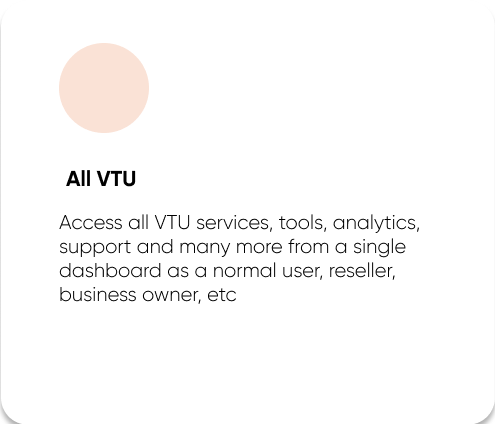 All VTU
Access all VTU services, tools, analytics,
support and many more from a single
dashboard as a normal user, reseller,
business owner, etc